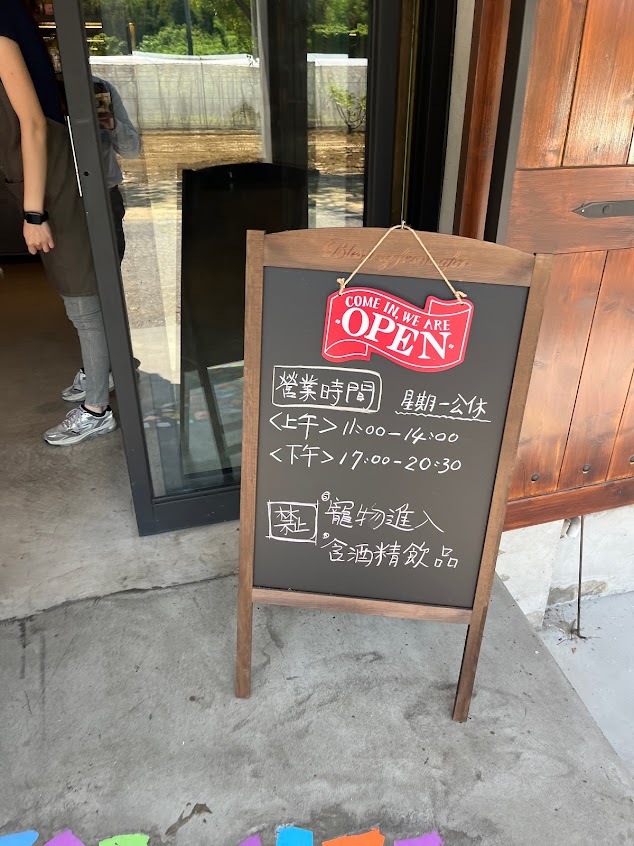 COME IN, WE ARE
OPEN
營業時間 星期一公休
<上午> 11:00-14:00
<下午> 17:00-20:30
禁止 ①寵物進入
②含酒精飲品